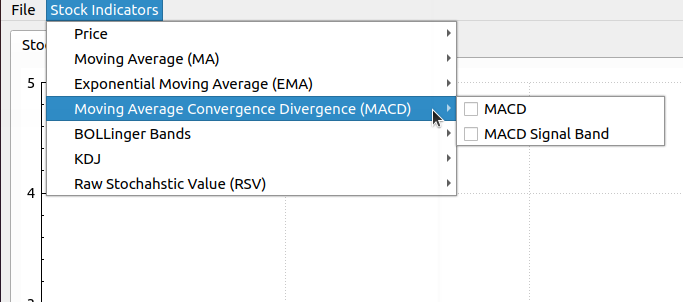 File Stock Indicators
Price
Sto
Moving Average (MA)
5
Exponential Moving Average (EMA)
Moving Average Convergence Divergence (MACD)
MACD
BOLLinger Bands
MACD Signal Band
KDJ
Raw Stochahstic Value (RSV)
4